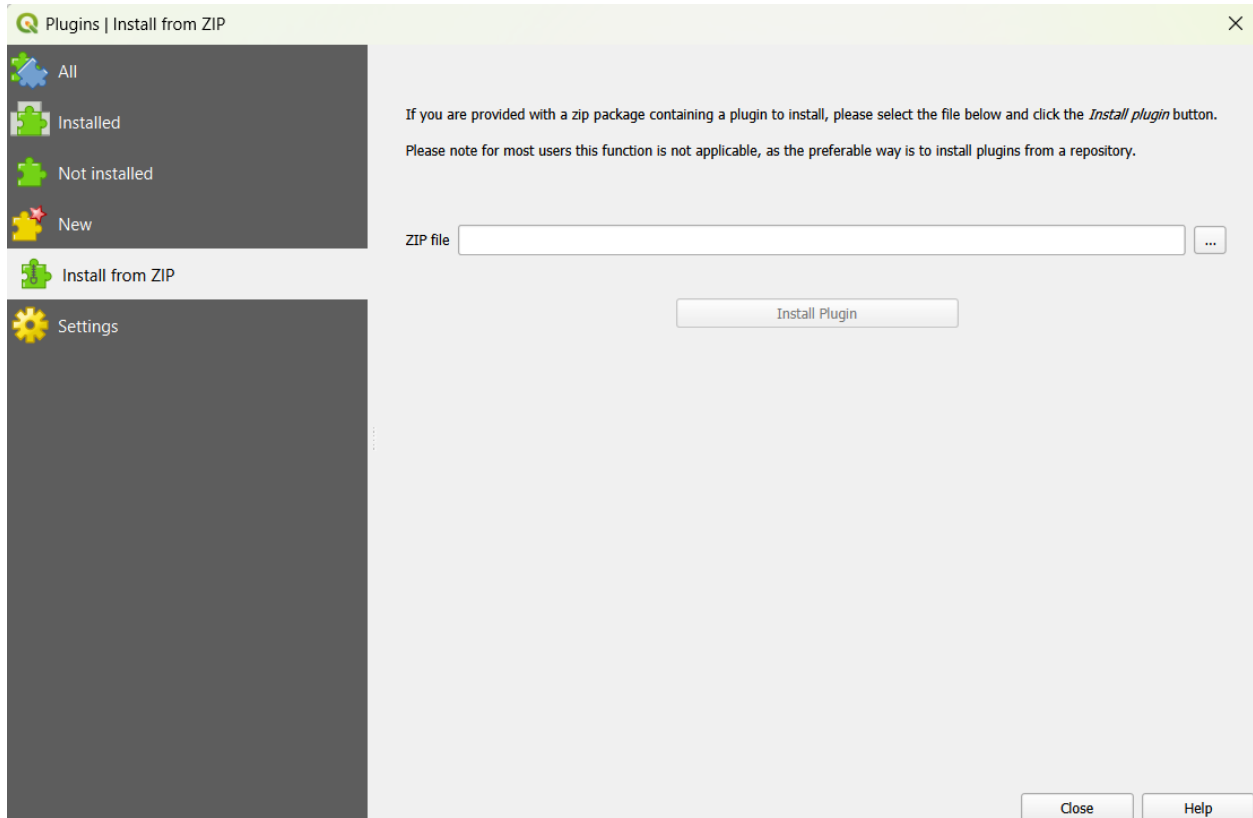 Plugins | Install from ZIP
All
Installed
Not installed
New
Install from ZIP
Settings
If you are provided with a zip package containing a plugin to install, please select the file below and click the Install plugin button.
Please note for most users this function is not applicable, as the preferable way is to install plugins from a repository.
ZIP file
...
Install Plugin
Close
Help